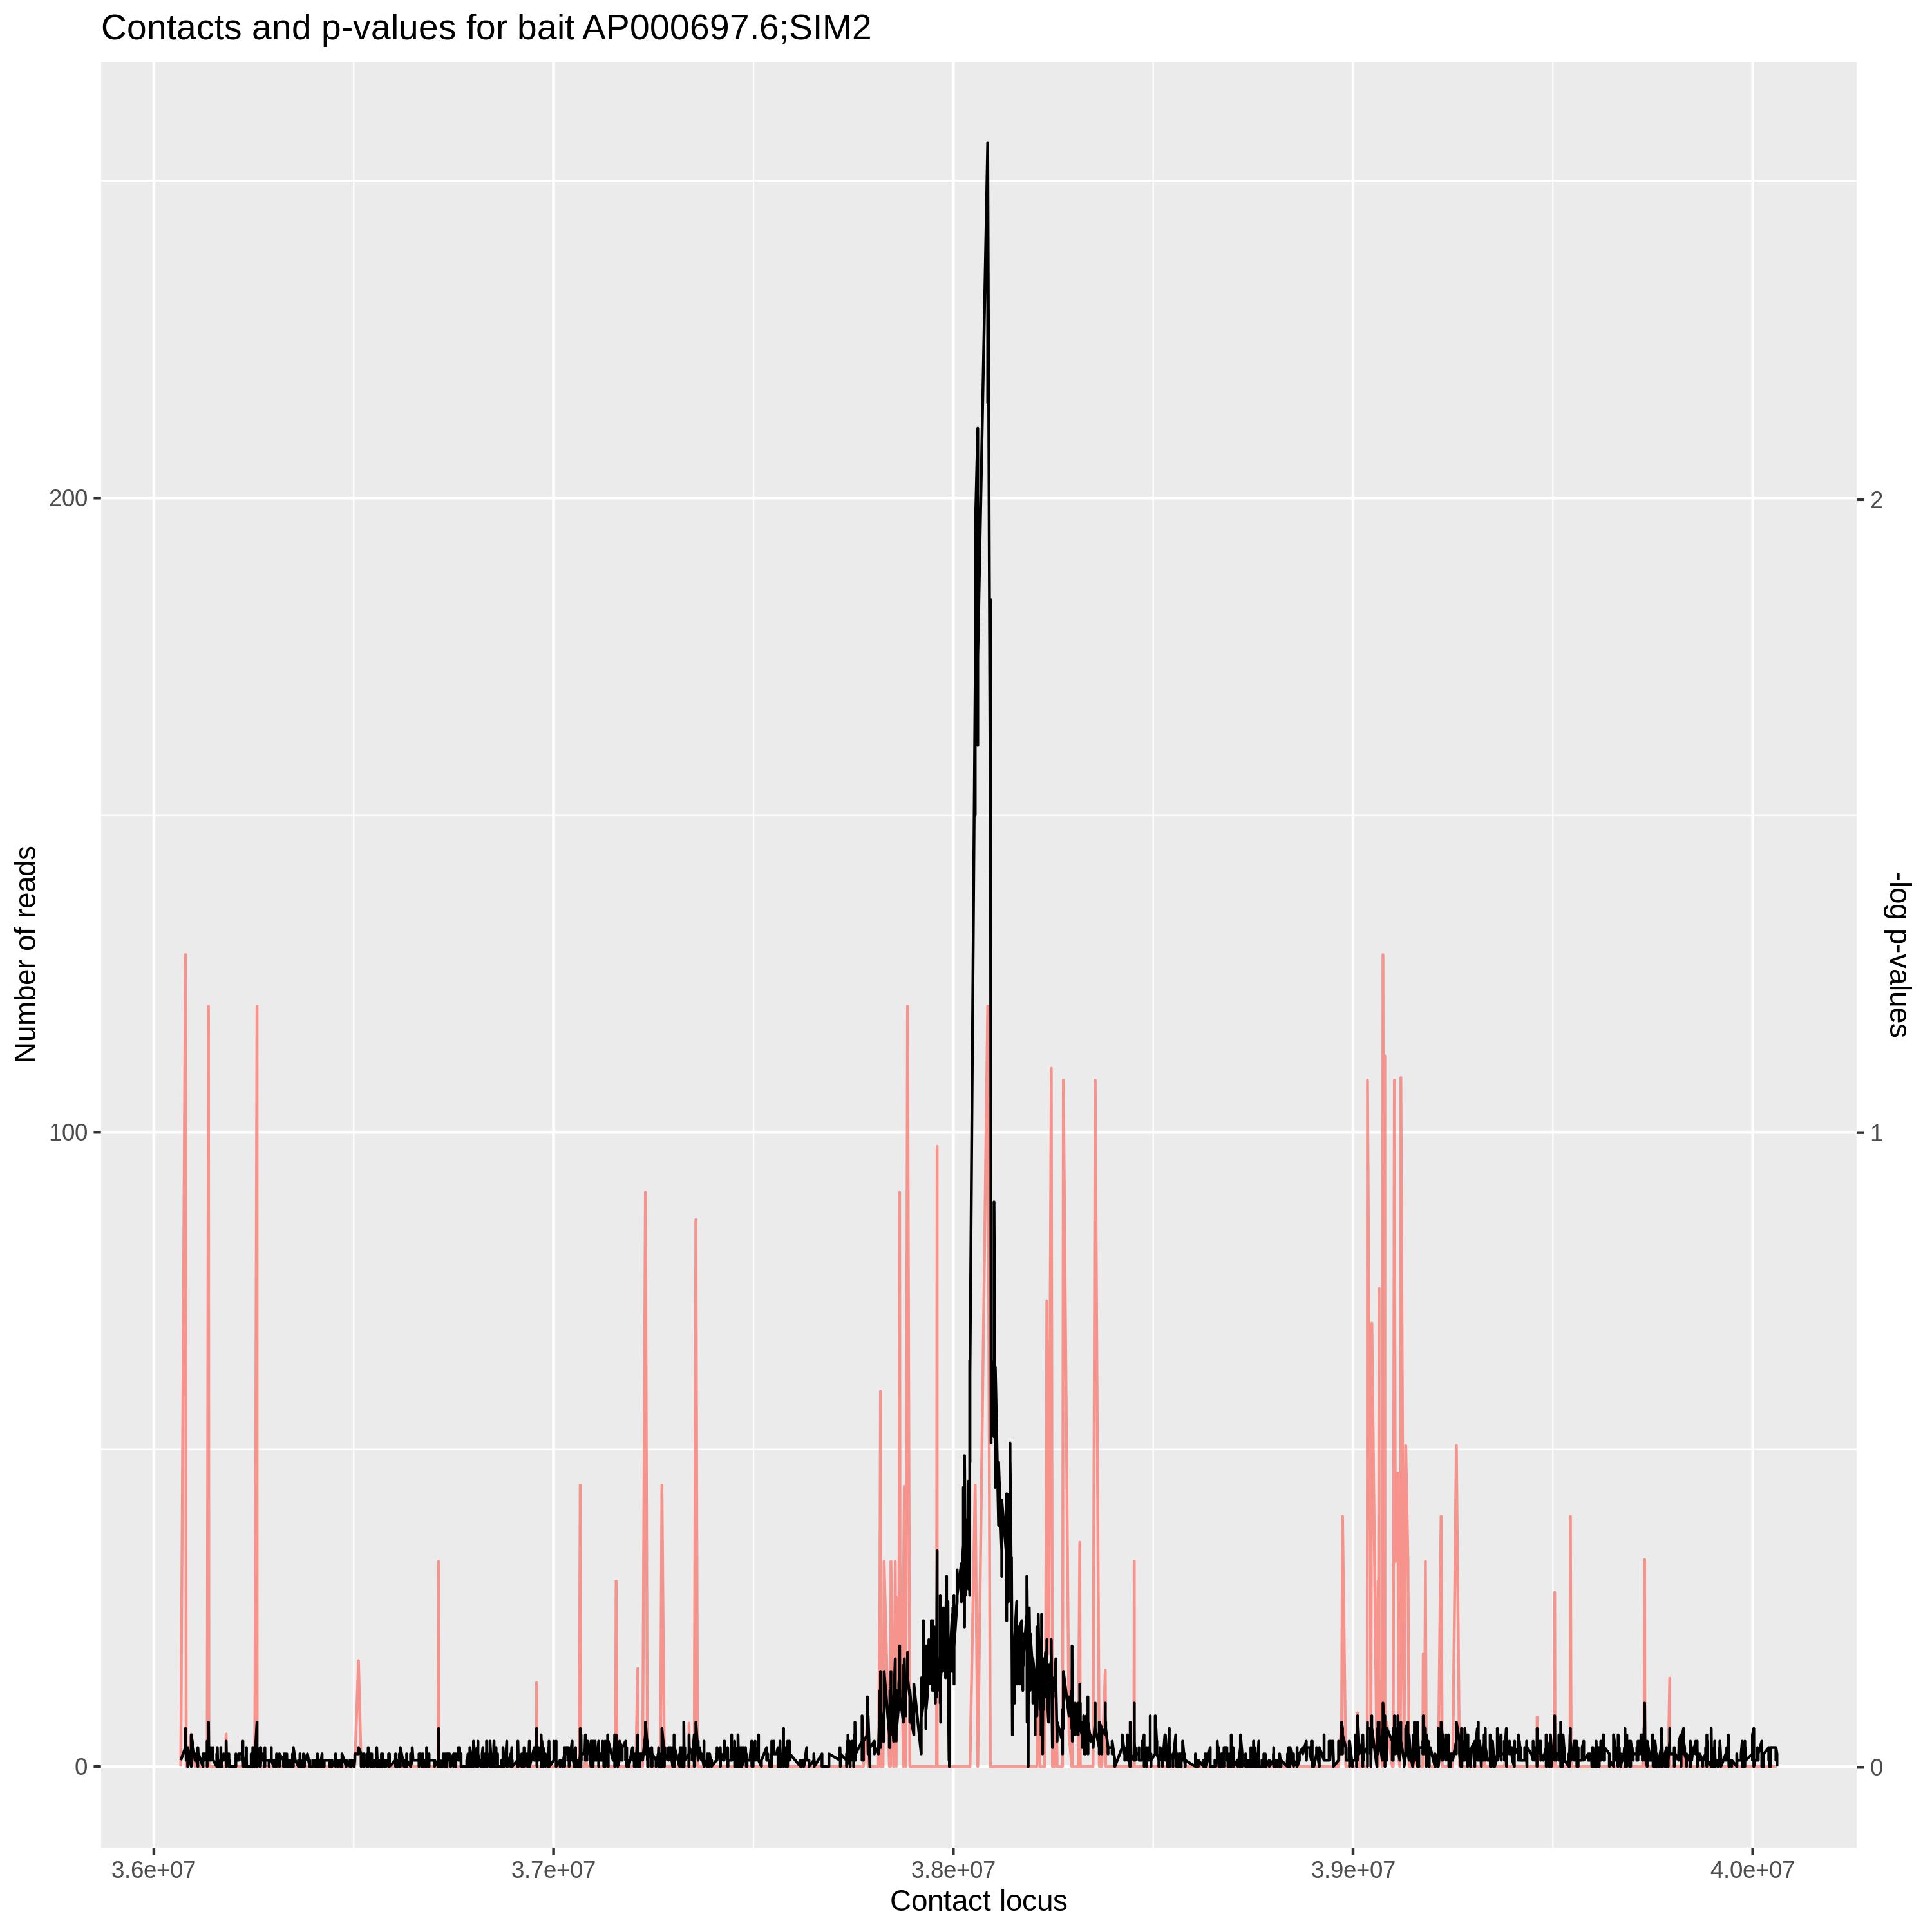 Contacts and p-values for bait AP000697.6;SIM2
200
100
0
Number of reads
2
1
0
-log p-values
3.6e+07
3.7e+07
3.8e+07
3.9e+07
4.0e+07
Contact locus